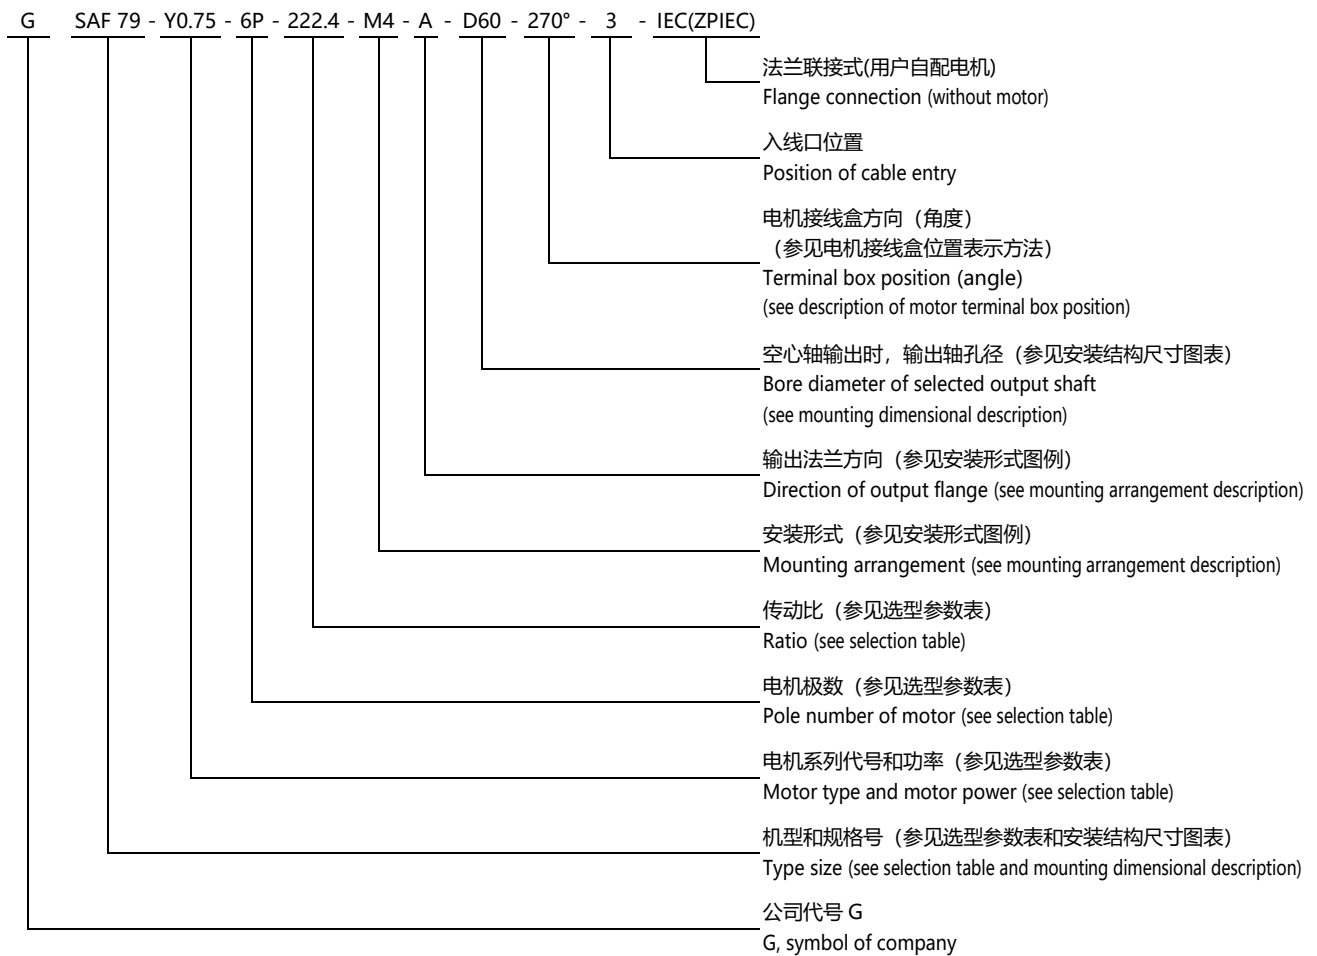 G SAF 79 - Y0.75 - 6P - 222.4 - M4 - A - D60 - 270° - 3 - IEC(ZPIEC)
法兰联接式(用户自配电机)
Flange connection (without motor)
入线口位置
Position of cable entry
电机接线盒方向（角度）
（参见电机接线盒位置表示方法）
Terminal box position (angle)
(see description of motor terminal box position)
空心轴输出时，输出轴孔径（参见安装结构尺寸图表）
Bore diameter of selected output shaft
(see mounting dimensional description)
输出法兰方向（参见安装形式图例）
Direction of output flange (see mounting arrangement description)
安装形式（参见安装形式图例）
Mounting arrangement (see mounting arrangement description)
传动比（参见选型参数表）
Ratio (see selection table)
电机极数（参见选型参数表）
Pole number of motor (see selection table)
电机系列代号和功率（参见选型参数表）
Motor type and motor power (see selection table)
机型和规格号（参见选型参数表和安装结构尺寸图表）
Type size (see selection table and mounting dimensional description)
公司代号 G
G, symbol of company